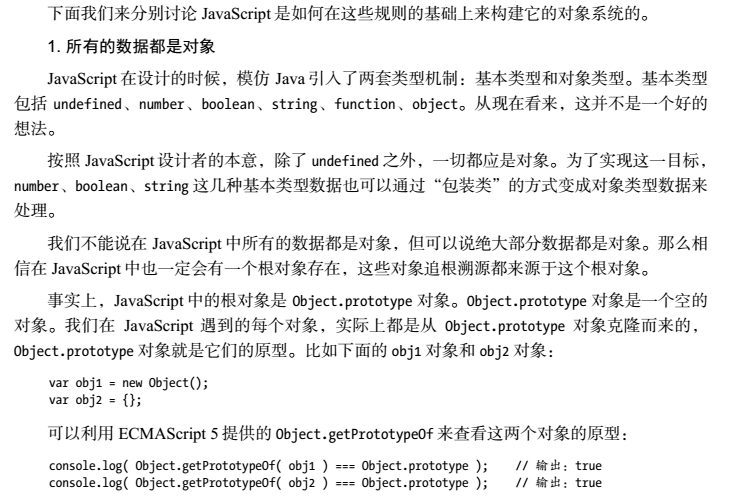 下面我们来分别讨论 JavaScript 是如何在这些规则的基础上来构建它的对象系统的。
1. 所有的数据都是对象
JavaScript 在设计的时候，模仿 Java 引入了两套类型机制：基本类型和对象类型。基本类型
包括 undefined、number、boolean、string、function、object。从现在看来，这并不是一个好的
想法。
按照 JavaScript 设计者的本意，除了 undefined 之外，一切都应是对象。为了实现这一目标，
number、boolean、string 这几种基本类型数据也可以通过“包装类”的方式变成对象类型数据来
处理。
我们不能说在 JavaScript 中所有的数据都是对象，但可以说绝大部分数据都是对象。那么相
信在 JavaScript 中也一定会有一个根对象存在，这些对象追根溯源都来源于这个根对象。
事实上，JavaScript 中的根对象是 Object.prototype 对象。Object.prototype 对象是一个空的
对象。我们在 JavaScript 遇到的每个对象，实际上都是从 Object.prototype 对象克隆而来的，
Object.prototype 对象就是它们的原型。比如下面的 obj1 对象和 obj2 对象：
var obj1 = new Object();
var obj2 = {};
可以利用 ECMAScript 5 提供的 Object.getPrototypeOf 来查看这两个对象的原型：
console.log( Object.getPrototypeOf( obj1 ) === Object.prototype ); // 输出：true
console.log( Object.getPrototypeOf( obj2 ) === Object.prototype ); // 输出：true